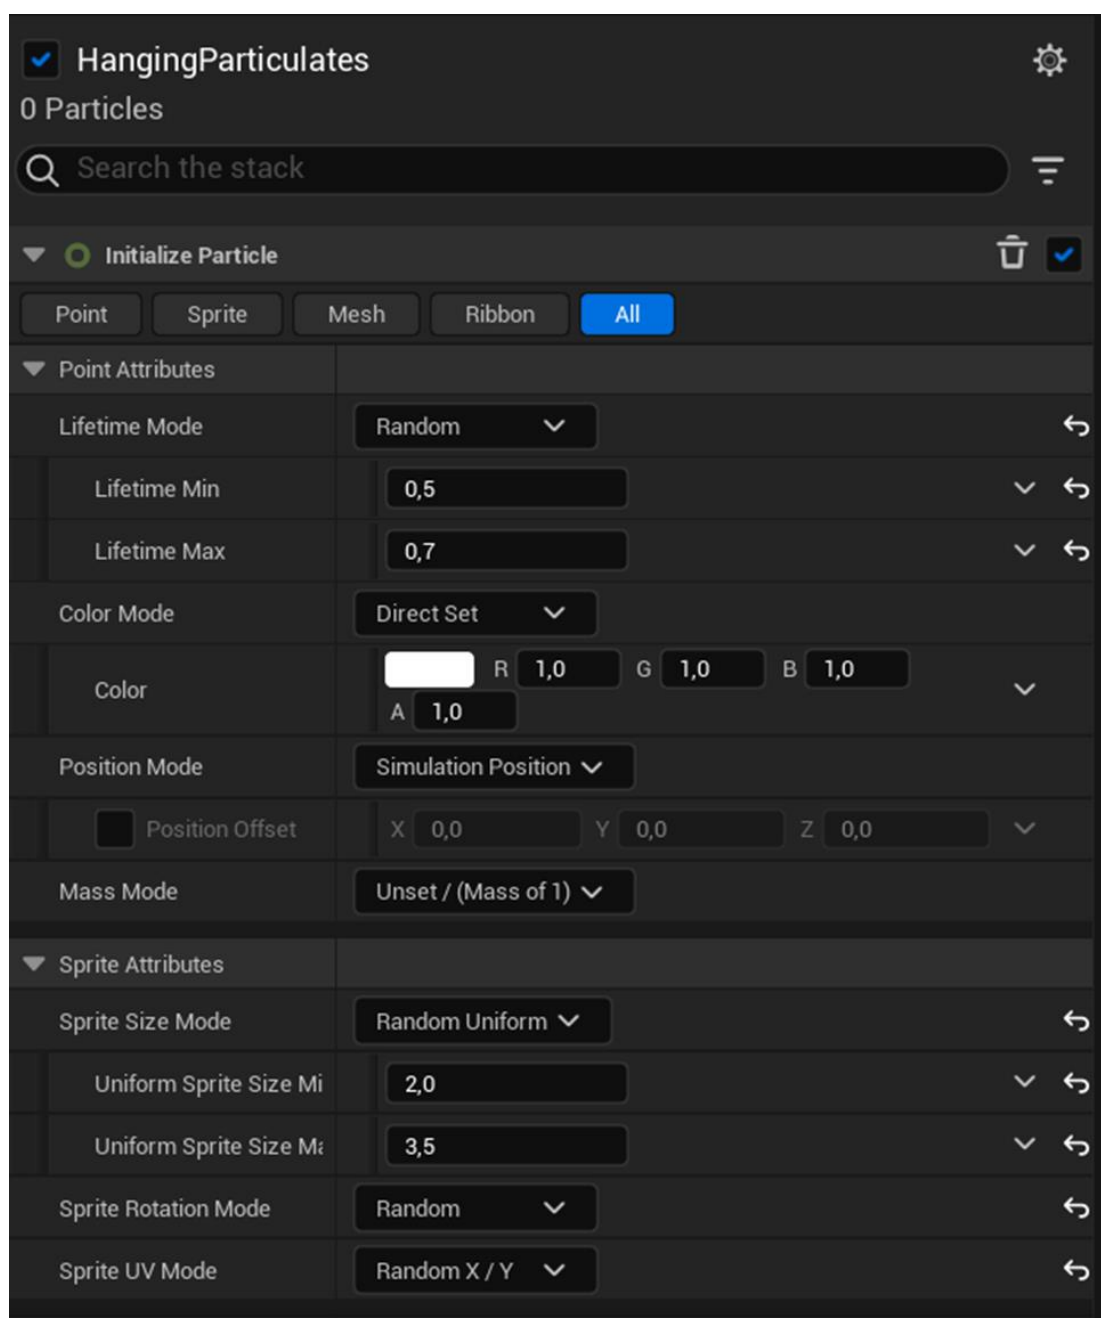 HangingParticulates
0 Particles
Search the stack
Initialize Particle
Point Sprite Mesh Ribbon All
Point Attributes
Lifetime Mode Random
Lifetime Min 0,5
Lifetime Max 0,7
Color Mode Direct Set
Color R 1,0 G 1,0 B 1,0
A 1,0
Position Mode Simulation Position
Position Offset X 0,0 Y 0,0 Z 0,0
Mass Mode Unset / (Mass of 1)
Sprite Attributes
Sprite Size Mode Random Uniform
Uniform Sprite Size Mi 2,0
Uniform Sprite Size Ma 3,5
Sprite Rotation Mode Random
Sprite UV Mode Random X / Y